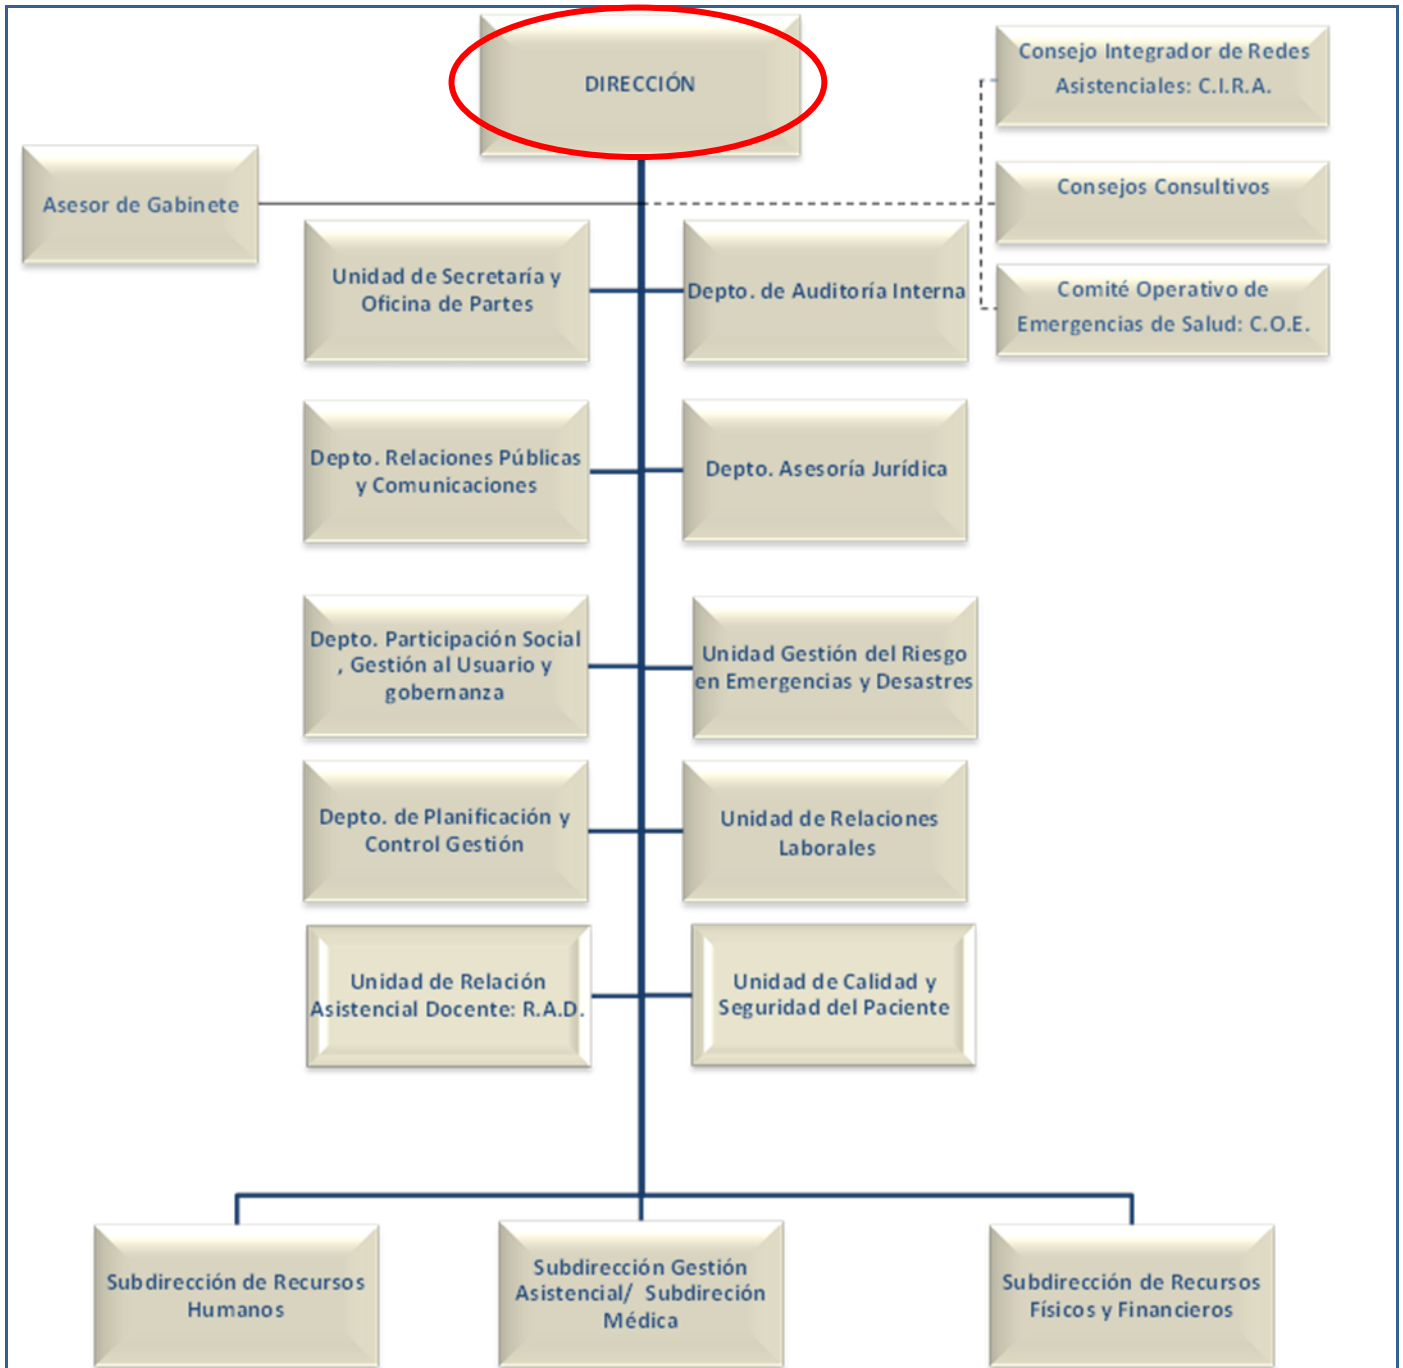 DIRECCIÓN
Consejo Integrador de Redes
Asistenciales: C.I.R.A.
Asesor de Gabinete
Consejos Consultivos
Unidad de Secretaría y
Oficina de Partes
Depto. de Auditoría Interna
Comité Operativo de
Emergencias de Salud: C.O.E.
Depto. Relaciones Públicas
y Comunicaciones
Depto. Asesoría Jurídica
Depto. Participación Social
, Gestión al Usuario y
gobernanza
Unidad Gestión del Riesgo
en Emergencias y Desastres
Depto. de Planificación y
Control Gestión
Unidad de Relaciones
Laborales
Unidad de Relación
Asistencial Docente: R.A.D.
Unidad de Calidad y
Seguridad del Paciente
Subdirección de Recursos
Humanos
Subdirección Gestión
Asistencial/ Subdireción
Médica
Subdirección de Recursos
Físicos y Financieros